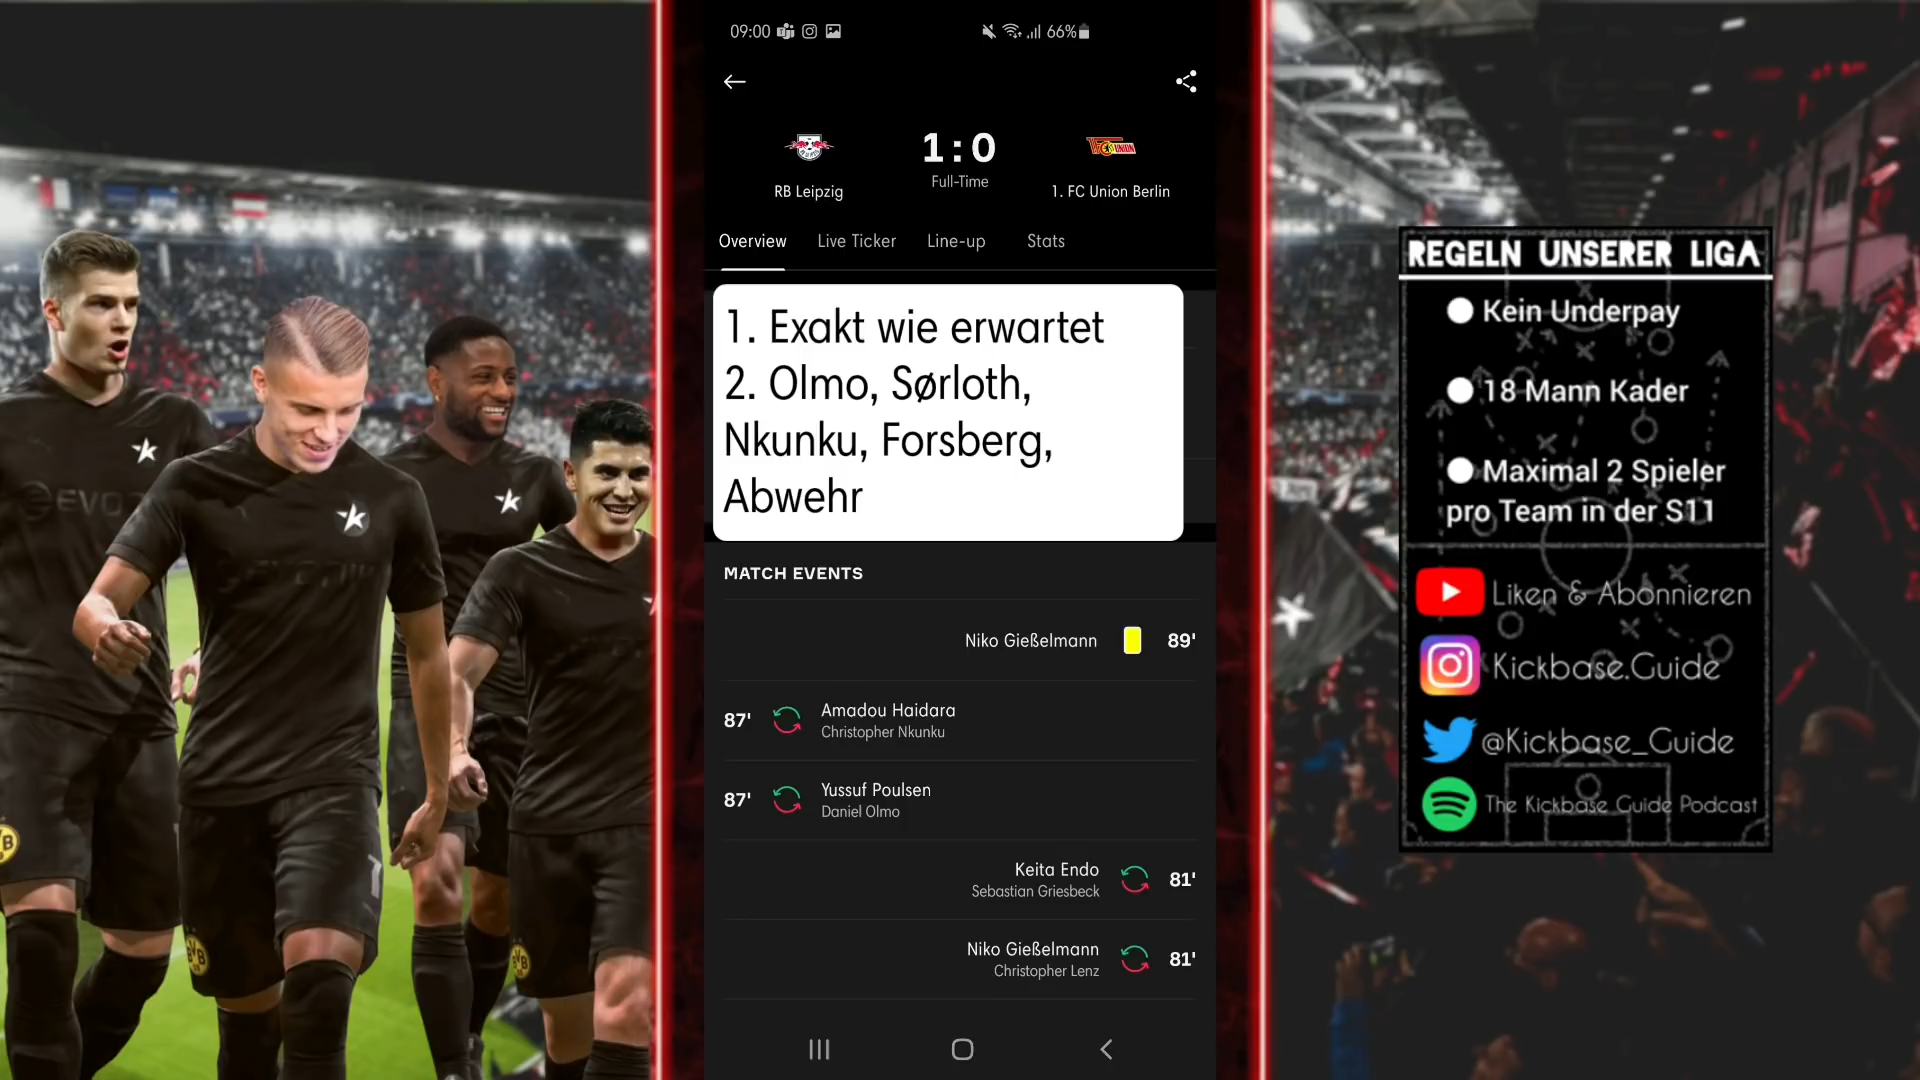 09:00
66%
1:0
Full-Time
RB Leipzig
1. FC Union Berlin
Overview Live Ticker Line-up Stats
1. Exakt wie erwartet
2. Olmo, Sørloth,
Nkunku, Forsberg,
Abwehr
MATCH EVENTS
Niko Gießelmann 89'
87' Amadou Haidara
Christopher Nkunku
87' Yussuf Poulsen
Daniel Olmo
Keita Endo 81'
Sebastian Griesbeck
Niko Gießelmann 81'
Christopher Lenz
REGELN UNSERER LIGA
Kein Underpay
18 Mann Kader
Maximal 2 Spieler
pro Team in der S11
Liken & Abonnieren
Kickbase.Guide
@Kickbase_Guide
The Kickbase Guide Podcast